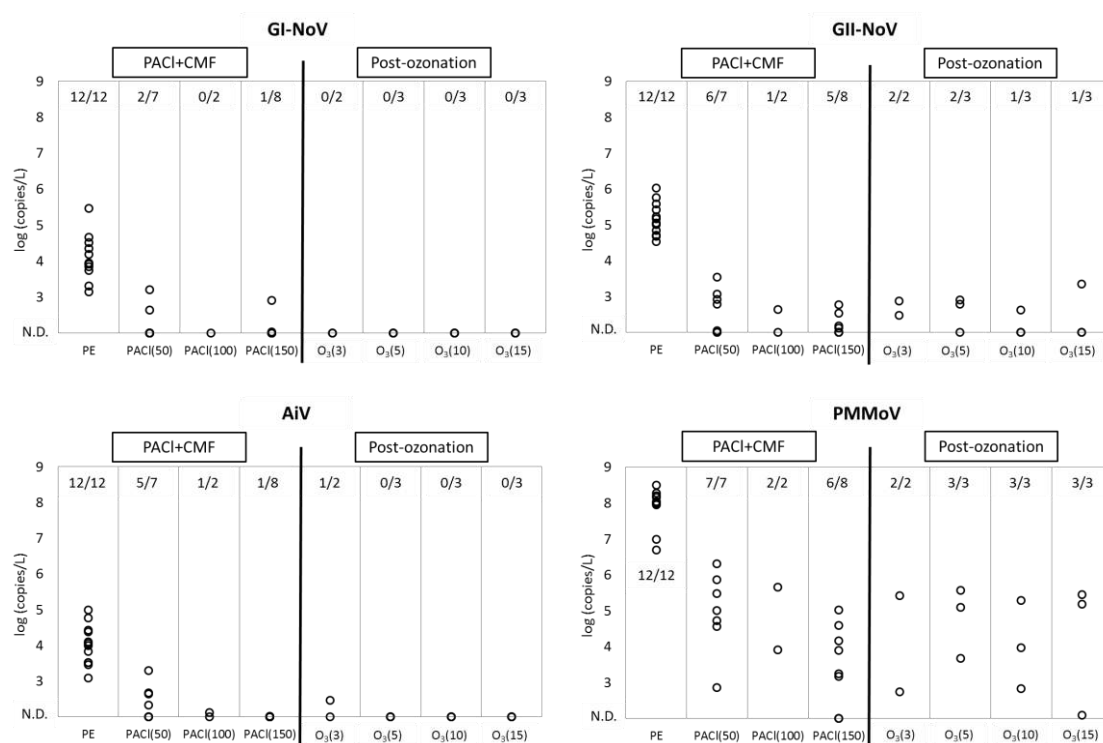 GI-NoV
PACl+CMF Post-ozonation
9
12/12 2/7 0/2 1/8 0/2 0/3 0/3 0/3
8
7
6
5
4
3
N.D.
log (copies/L)
PE PACl(50) PACl(100) PACl(150) O₃(3) O₃(5) O₃(10) O₃(15)
GII-NoV
PACl+CMF Post-ozonation
9
12/12 6/7 1/2 5/8 2/2 2/3 1/3 1/3
8
7
6
5
4
3
N.D.
log (copies/L)
PE PACl(50) PACl(100) PACl(150) O₃(3) O₃(5) O₃(10) O₃(15)
AiV
PACl+CMF Post-ozonation
9
12/12 5/7 1/2 1/8 1/2 0/3 0/3 0/3
8
7
6
5
4
3
N.D.
log (copies/L)
PE PACl(50) PACl(100) PACl(150) O₃(3) O₃(5) O₃(10) O₃(15)
PMMoV
PACl+CMF Post-ozonation
9
7/7 2/2 6/8 2/2 3/3 3/3 3/3
8
7
6
12/12
5
4
3
N.D.
log (copies/L)
PE PACl(50) PACl(100) PACl(150) O₃(3) O₃(5) O₃(10) O₃(15)